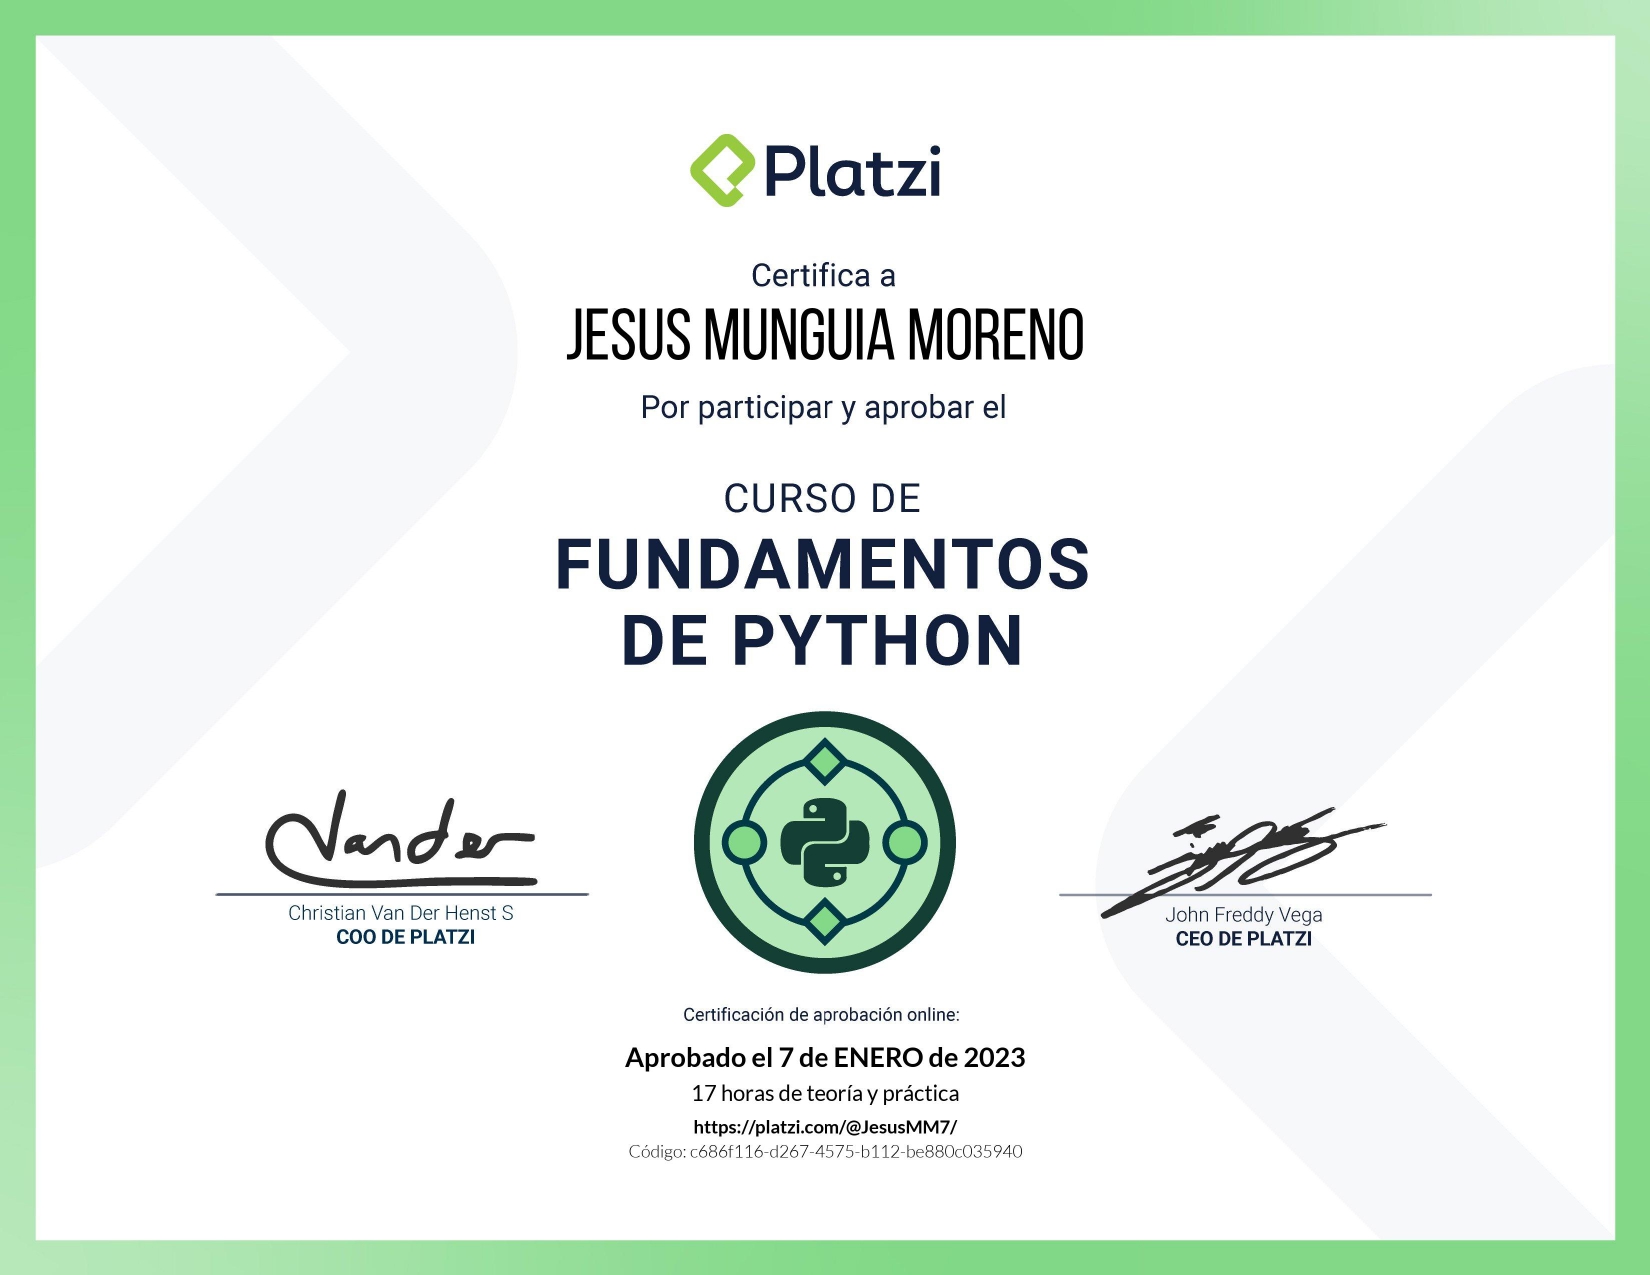 Platzi
Certifica a
JESUS MUNGUIA MORENO
Por participar y aprobar el
CURSO DE
FUNDAMENTOS
DE PYTHON
Vander
Christian Van Der Henst S
COO DE PLATZI
John Freddy Vega
CEO DE PLATZI
Certificación de aprobación online:
Aprobado el 7 de ENERO de 2023
17 horas de teoría y práctica
https://platzi.com/@JesusMM7/
Código: c686f116-d267-4575-b112-be880c035940